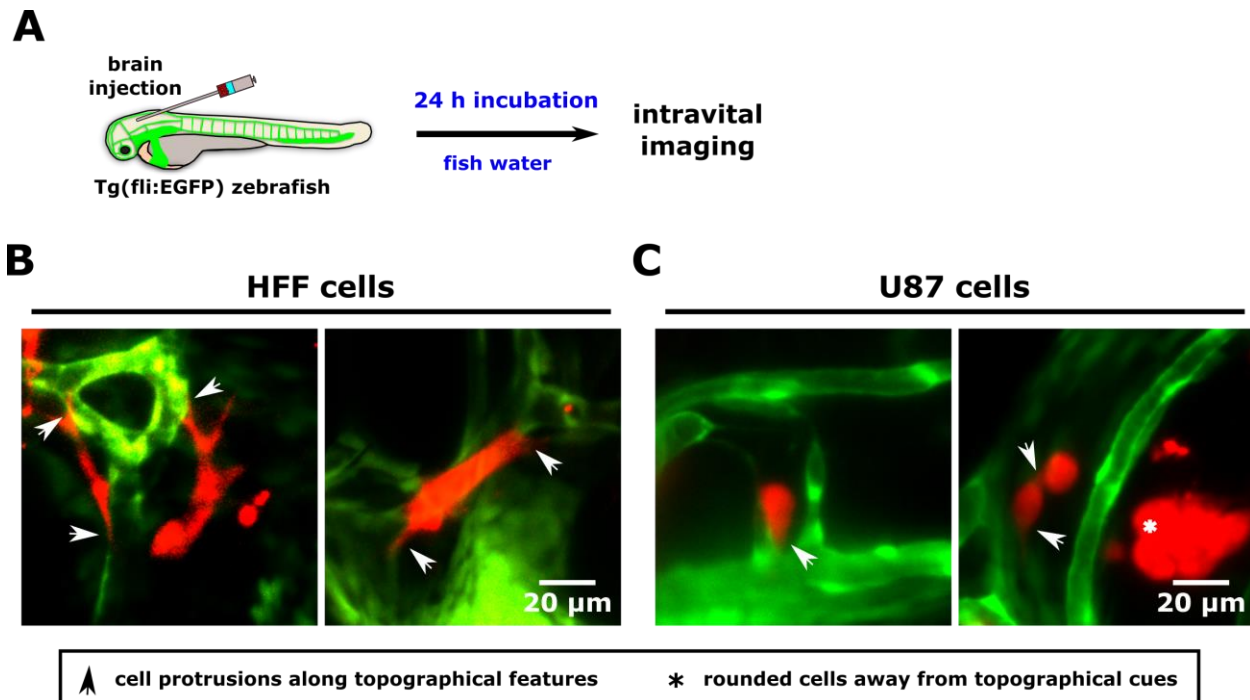 A
brain
injection
Tg(fli:EGFP) zebrafish
24 h incubation
fish water
intravital
imaging
B
HFF cells
20 µm
C
U87 cells
*
20 µm
cell protrusions along topographical features
* rounded cells away from topographical cues